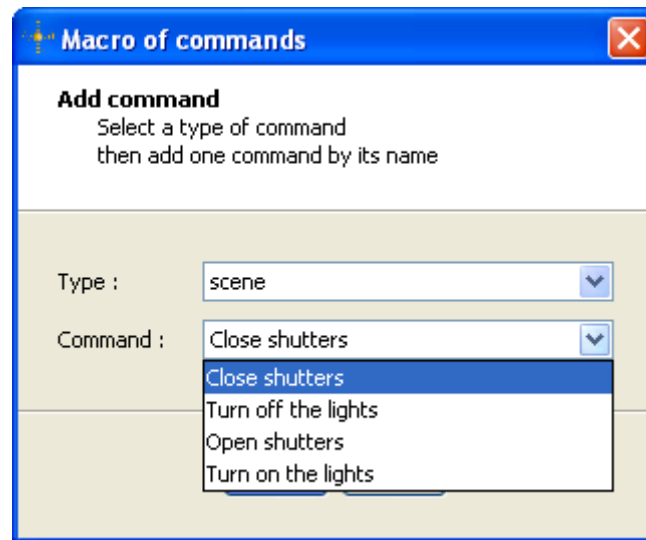 Macro of commands
Add command
Select a type of command
then add one command by its name
Type :
scene
Command :
Close shutters
Close shutters
Turn off the lights
Open shutters
Turn on the lights